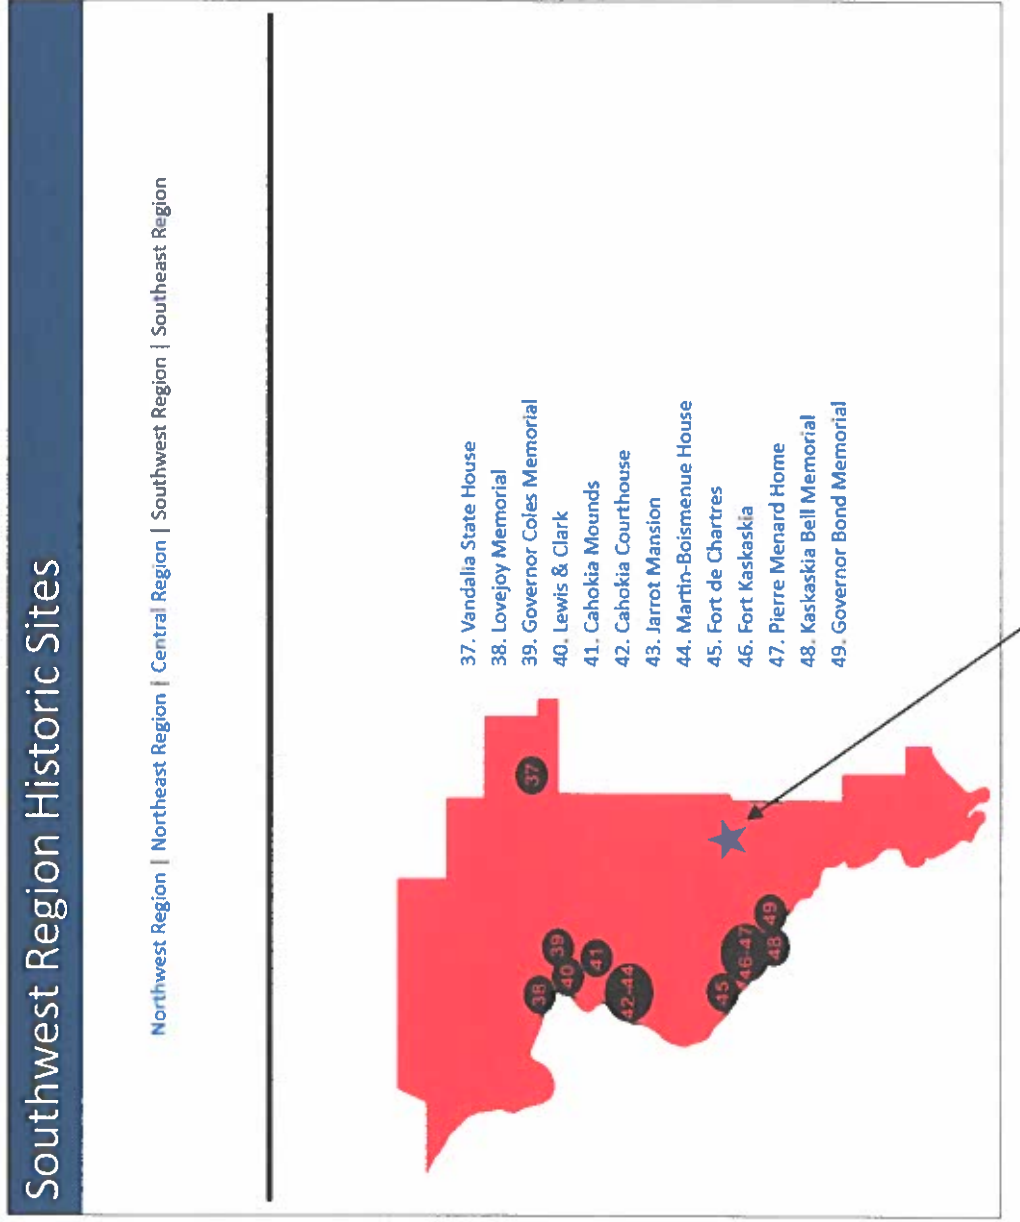 Southwest Region Historic Sites
Northwest Region | Northeast Region | Central Region | Southwest Region | Southeast Region
37. Vandalia State House
38. Lovejoy Memorial
39. Governor Coles Memorial
40. Lewis & Clark
41. Cahokia Mounds
42. Cahokia Courthouse
43. Jarrot Mansion
44. Martin-Boismenue House
45. Fort de Chartres
46. Fort Kaskaskia
47. Pierre Menard Home
48. Kaskaskia Bell Memorial
49. Governor Bond Memorial
37
38
39
40
41
42-44
45
46-47
48
49